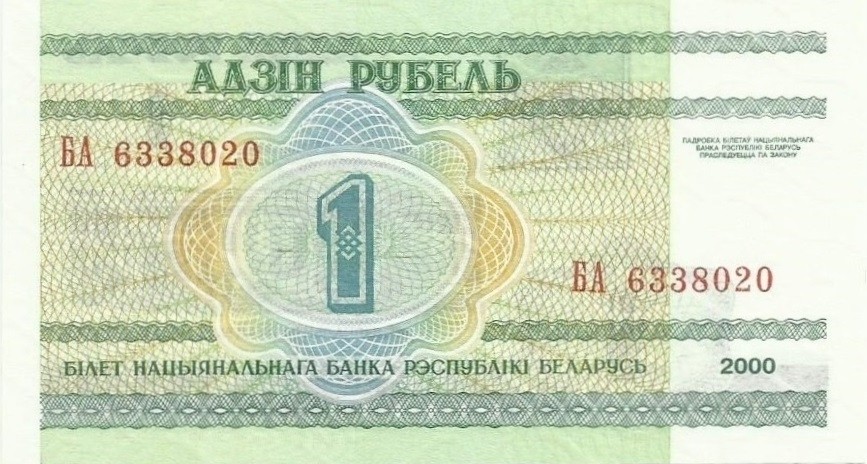 АДЗІН РУБЕЛЬ
БА 6338020
ПАДРОБКА БІЛЕТАЎ НАЦЫЯНАЛЬНАГА
БАНКА РЭСПУБЛІКІ БЕЛАРУСЬ
ПРАСЛЕДУЕЦЦА ПА ЗАКОНУ
1
БА 6338020
БІЛЕТ НАЦЫЯНАЛЬНАГА БАНКА РЭСПУБЛІКІ БЕЛАРУСЬ 2000